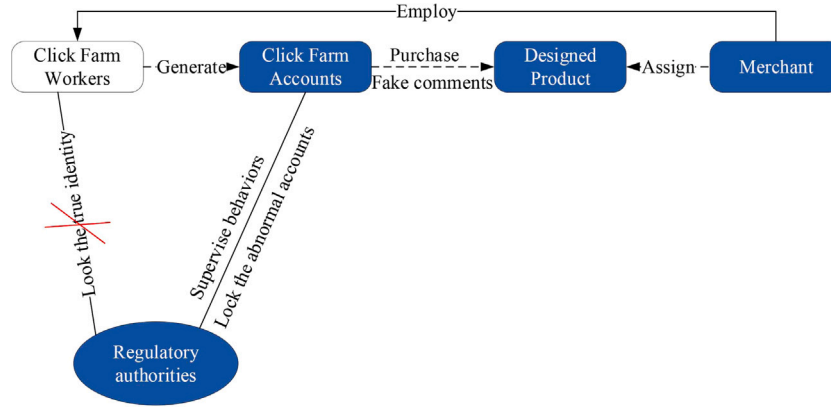 Employ
Click Farm
Workers
Generate
Click Farm
Accounts
Purchase
Fake comments
Designed
Product
Assign
Merchant
Look the true identity
Supervise behaviors
Lock the abnormal accounts
Regulatory
authorities